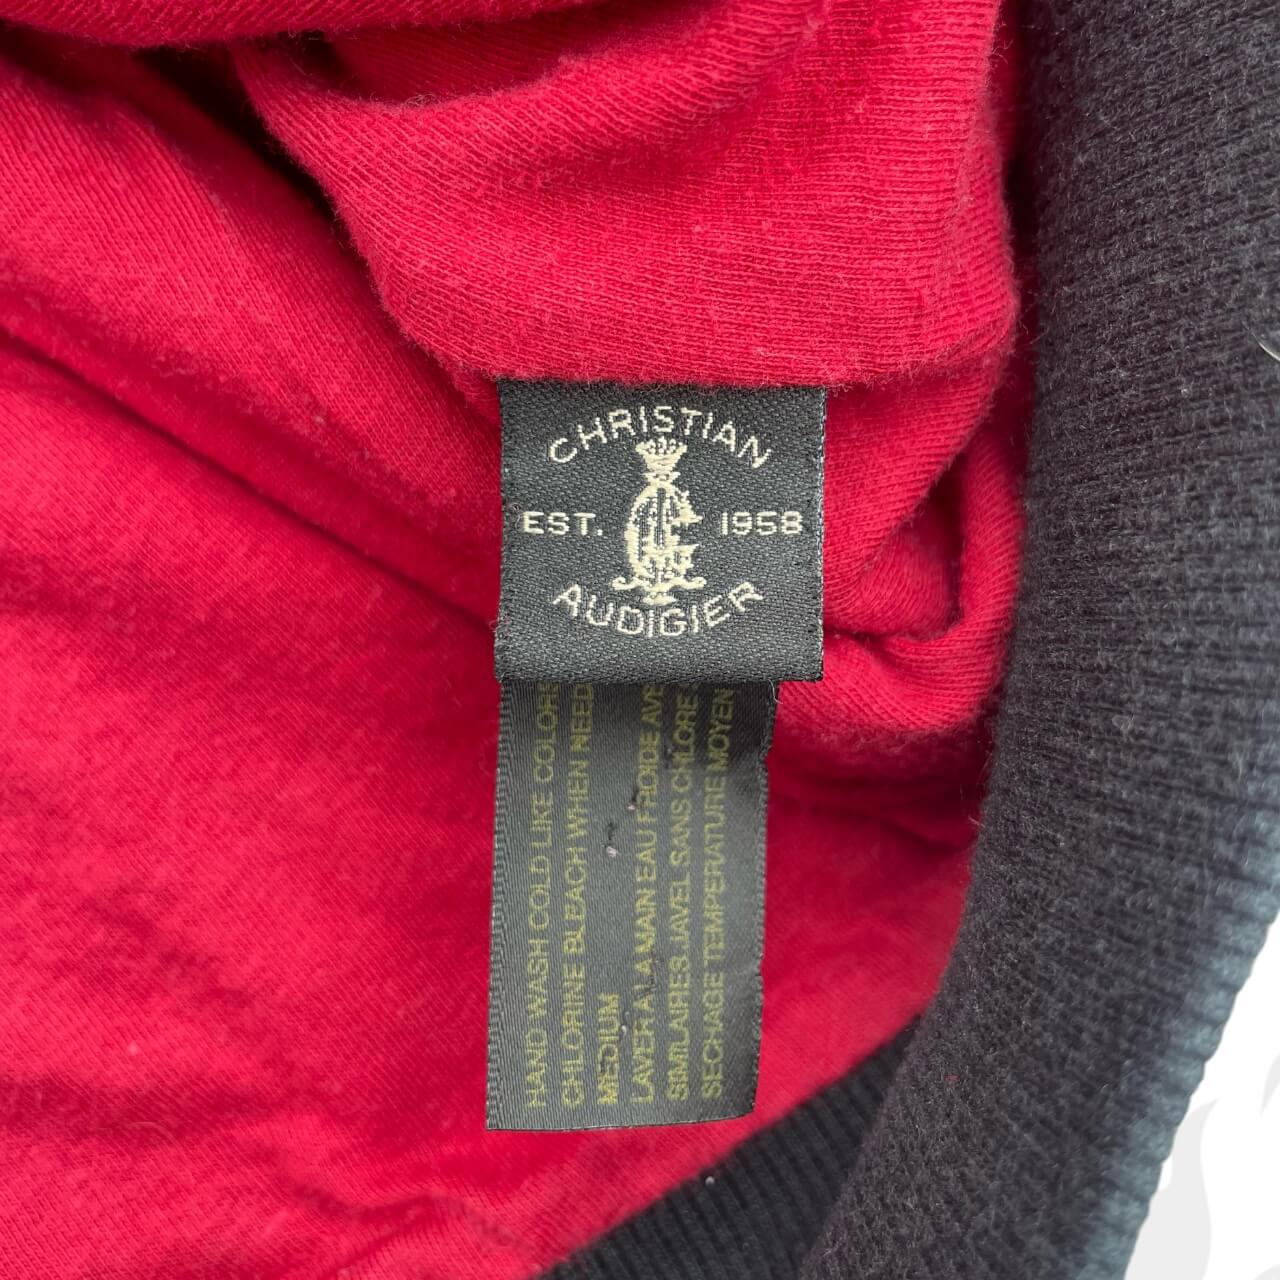 CHRISTIAN
EST. 1958
AUDIGIER
HAND WASH COLD LIKE COLORS
CHLORINE BLEACH WHEN NEED
MEDIUM
LAVER A LA MAIN EAU FROIDE AVE
SIMILAIRES.JAVEL SANS CHLORE
SECHAGE TEMPERATURE MOYEN